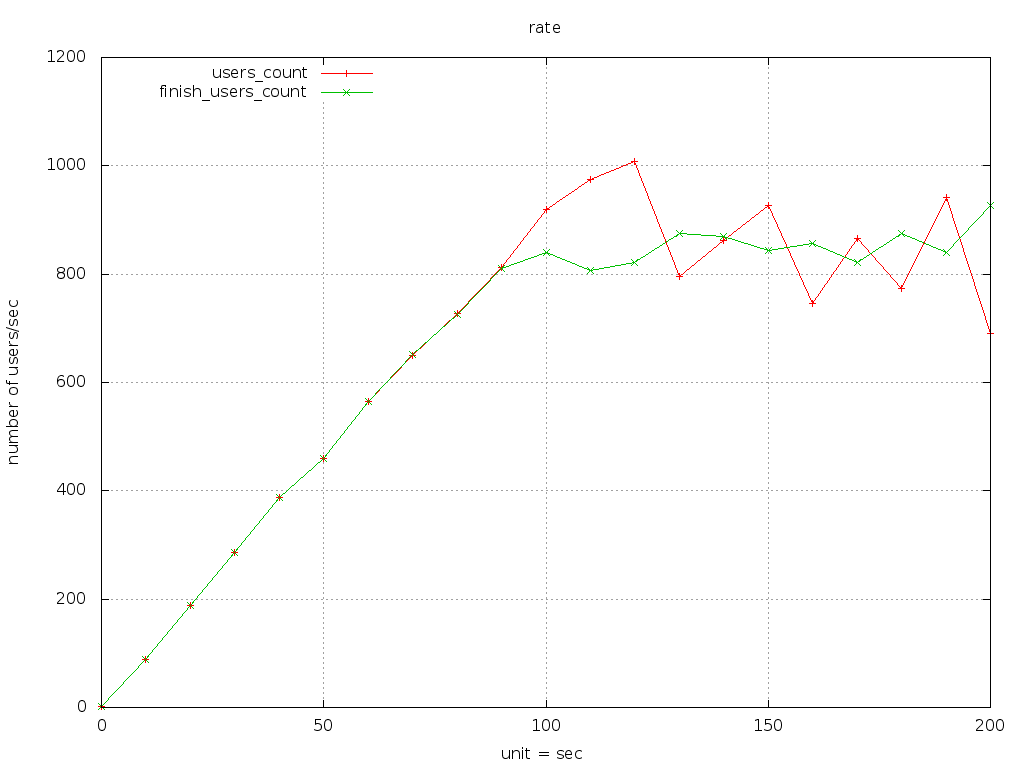 rate
users_count
finish_users_count
1200
1000
800
600
400
200
0
number of users/sec
0 50 100 150 200
unit = sec